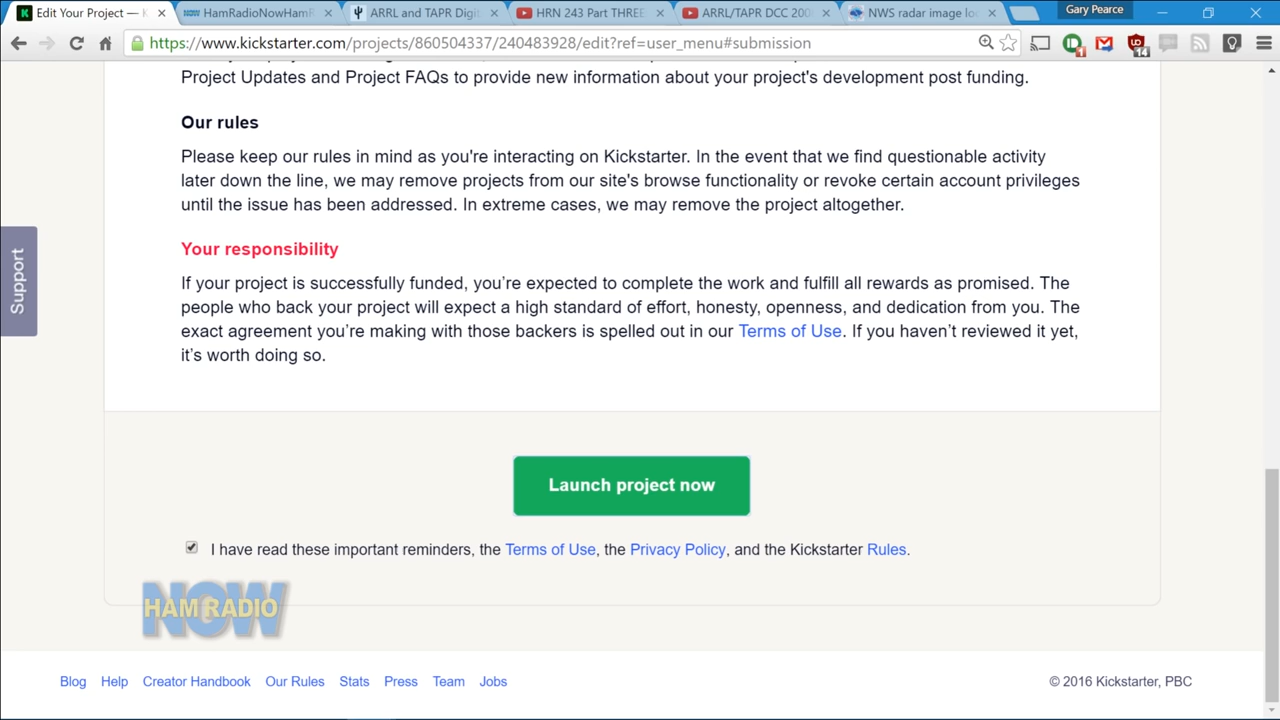 Edit Your Project — K
HamRadioNowHamR
ARRL and TAPR Digit
HRN 243 Part THREE
ARRL/TAPR DCC 200
NWS radar image loo
Gary Pearce
https://www.kickstarter.com/projects/860504337/240483928/edit?ref=user_menu#submission
1
14
Project Updates and Project FAQs to provide new information about your project's development post funding.
Our rules
Please keep our rules in mind as you're interacting on Kickstarter. In the event that we find questionable activity
later down the line, we may remove projects from our site's browse functionality or revoke certain account privileges
until the issue has been addressed. In extreme cases, we may remove the project altogether.
Support
Your responsibility
If your project is successfully funded, you’re expected to complete the work and fulfill all rewards as promised. The
people who back your project will expect a high standard of effort, honesty, openness, and dedication from you. The
exact agreement you’re making with those backers is spelled out in our Terms of Use. If you haven’t reviewed it yet,
it’s worth doing so.
Launch project now
I have read these important reminders, the Terms of Use, the Privacy Policy, and the Kickstarter Rules.
NOW
HAM RADIO
Blog Help Creator Handbook Our Rules Stats Press Team Jobs
© 2016 Kickstarter, PBC